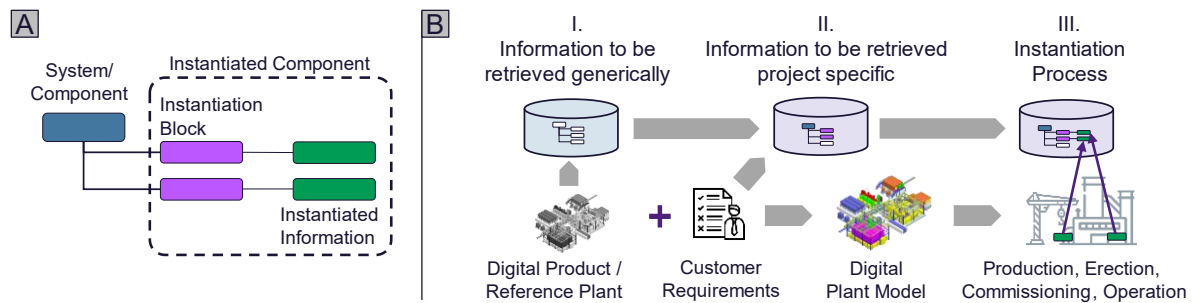 A
System/
Component
Instantiated Component
Instantiation
Block
Instantiated
Information
B
I.
Information to be
retrieved generically
II.
Information to be retrieved
project specific
III.
Instantiation
Process
+
Digital Product /
Reference Plant
Customer
Requirements
Digital
Plant Model
Production, Erection,
Commissioning, Operation